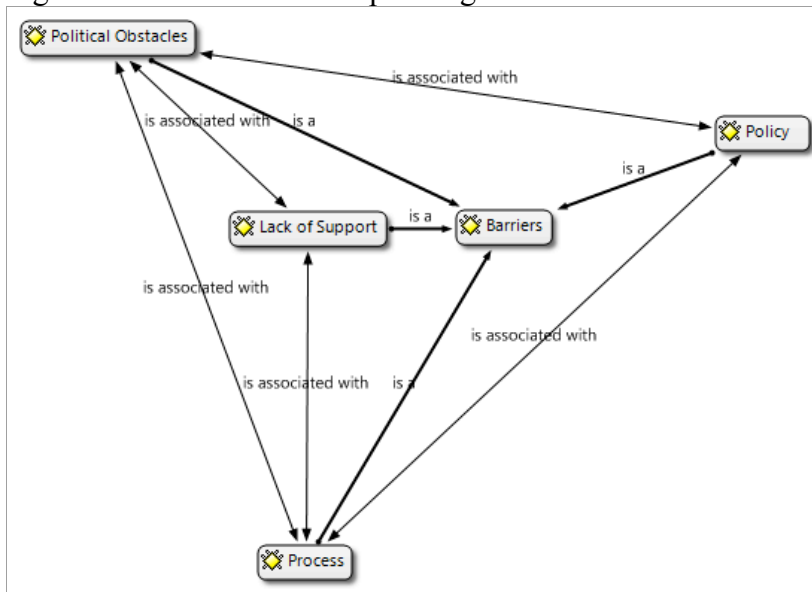 Political Obstacles
is associated with
is associated with
is a
Policy
is a
Lack of Support
is a
Barriers
is associated with
is associated with
is associated with
is a
Process